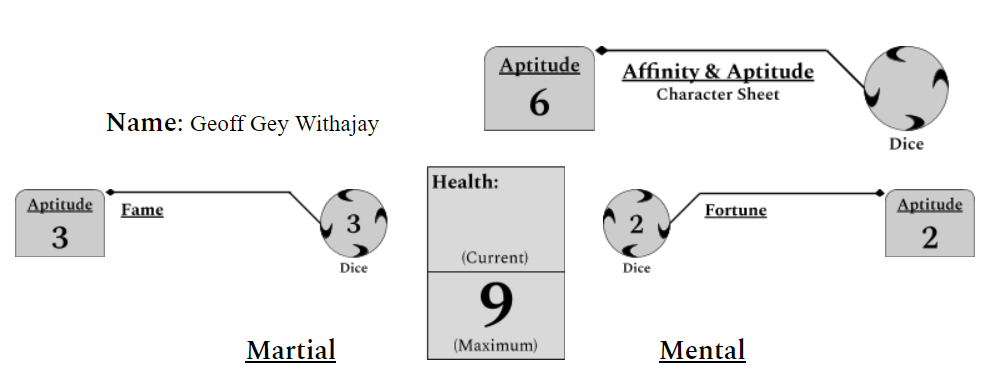 Aptitude
6
Affinity & Aptitude
Character Sheet
Dice
Name: Geoff Gey Withajay
Aptitude
3
Fame
3
Dice
Health:
(Current)
9
(Maximum)
2
Dice
Fortune
Aptitude
2
Martial
Mental